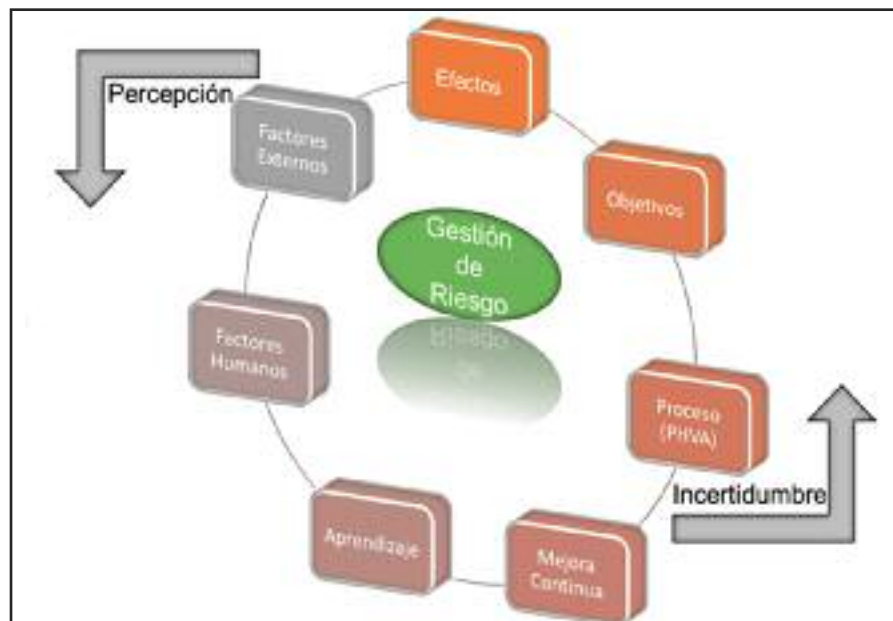 Percepción
Efectos
Factores
Externos
Objetivos
Gestión
de
Riesgo
Factores
Humanos
Proceso
(PHVA)
Incertidumbre
Aprendizaje
Mejora
Continua